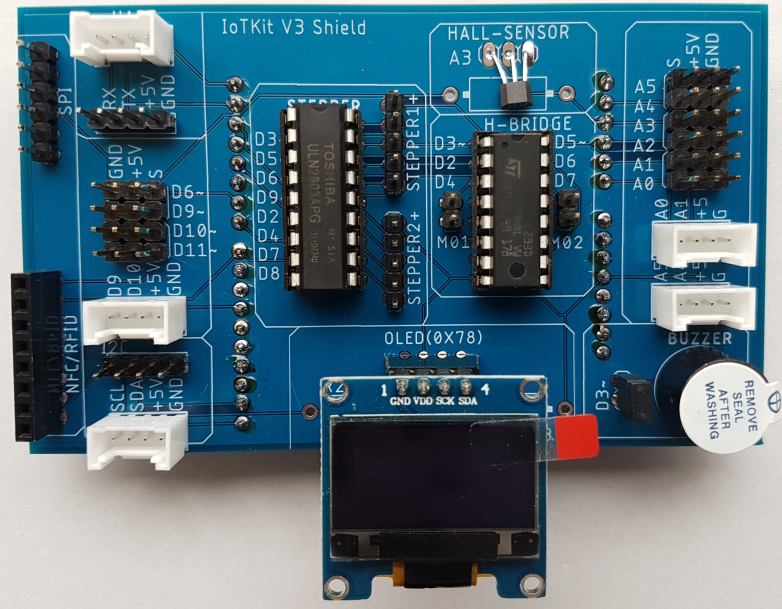 IoTKit V3 Shield
HALL-SENSOR
A3
SPI
RX
TX
+5V
GND
STEPPER
TOSHIBA
ULN2803APG
D3
D5
D6
D9
D2
D4
D7
D8
STEPPER1+
STEPPER2+
H-BRIDGE
D3~
D2
D4
D5~
D6
D7
M01
M02
S
+5V
GND
A5
A4
A3
A2
A1
A0
GND
+5V
S
D6~
D9~
D10~
D11~
D9
D10
+5V
GND
A0
A1
+5
GND
NFC/RFID
SCL
SDA
+5V
GND
OLED(0X78)
1
4
GND VDD SCK SDA
BUZZER
D3~
REMOVE
SEAL
AFTER
WASHING